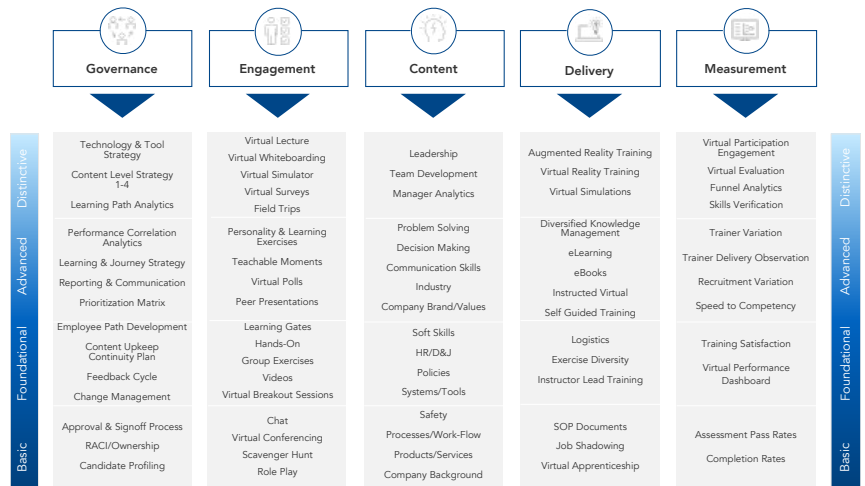 Governance
Engagement
Content
Delivery
Measurement
Distinctive
Advanced
Foundational
Basic
Technology & Tool
Strategy
Content Level Strategy
1-4
Learning Path Analytics
Performance Correlation
Analytics
Learning & Journey Strategy
Reporting & Communication
Prioritization Matrix
Employee Path Development
Content Upkeep
Continuity Plan
Feedback Cycle
Change Management
Approval & Signoff Process
RACI/Ownership
Candidate Profiling
Virtual Lecture
Virtual Whiteboarding
Virtual Simulator
Virtual Surveys
Field Trips
Personality & Learning
Exercises
Teachable Moments
Virtual Polls
Peer Presentations
Learning Gates
Hands-On
Group Exercises
Videos
Virtual Breakout Sessions
Chat
Virtual Conferencing
Scavenger Hunt
Role Play
Leadership
Team Development
Manager Analytics
Problem Solving
Decision Making
Communication Skills
Industry
Company Brand/Values
Soft Skills
HR/D&J
Policies
Systems/Tools
Safety
Processes/Work-Flow
Products/Services
Company Background
Augmented Reality Training
Virtual Reality Training
Virtual Simulations
Diversified Knowledge
Management
eLearning
eBooks
Instructed Virtual
Self Guided Training
Logistics
Exercise Diversity
Instructor Lead Training
SOP Documents
Job Shadowing
Virtual Apprenticeship
Virtual Participation
Engagement
Virtual Evaluation
Funnel Analytics
Skills Verification
Trainer Variation
Trainer Delivery Observation
Recruitment Variation
Speed to Competency
Training Satisfaction
Virtual Performance
Dashboard
Assessment Pass Rates
Completion Rates
Distinctive
Advanced
Foundational
Basic